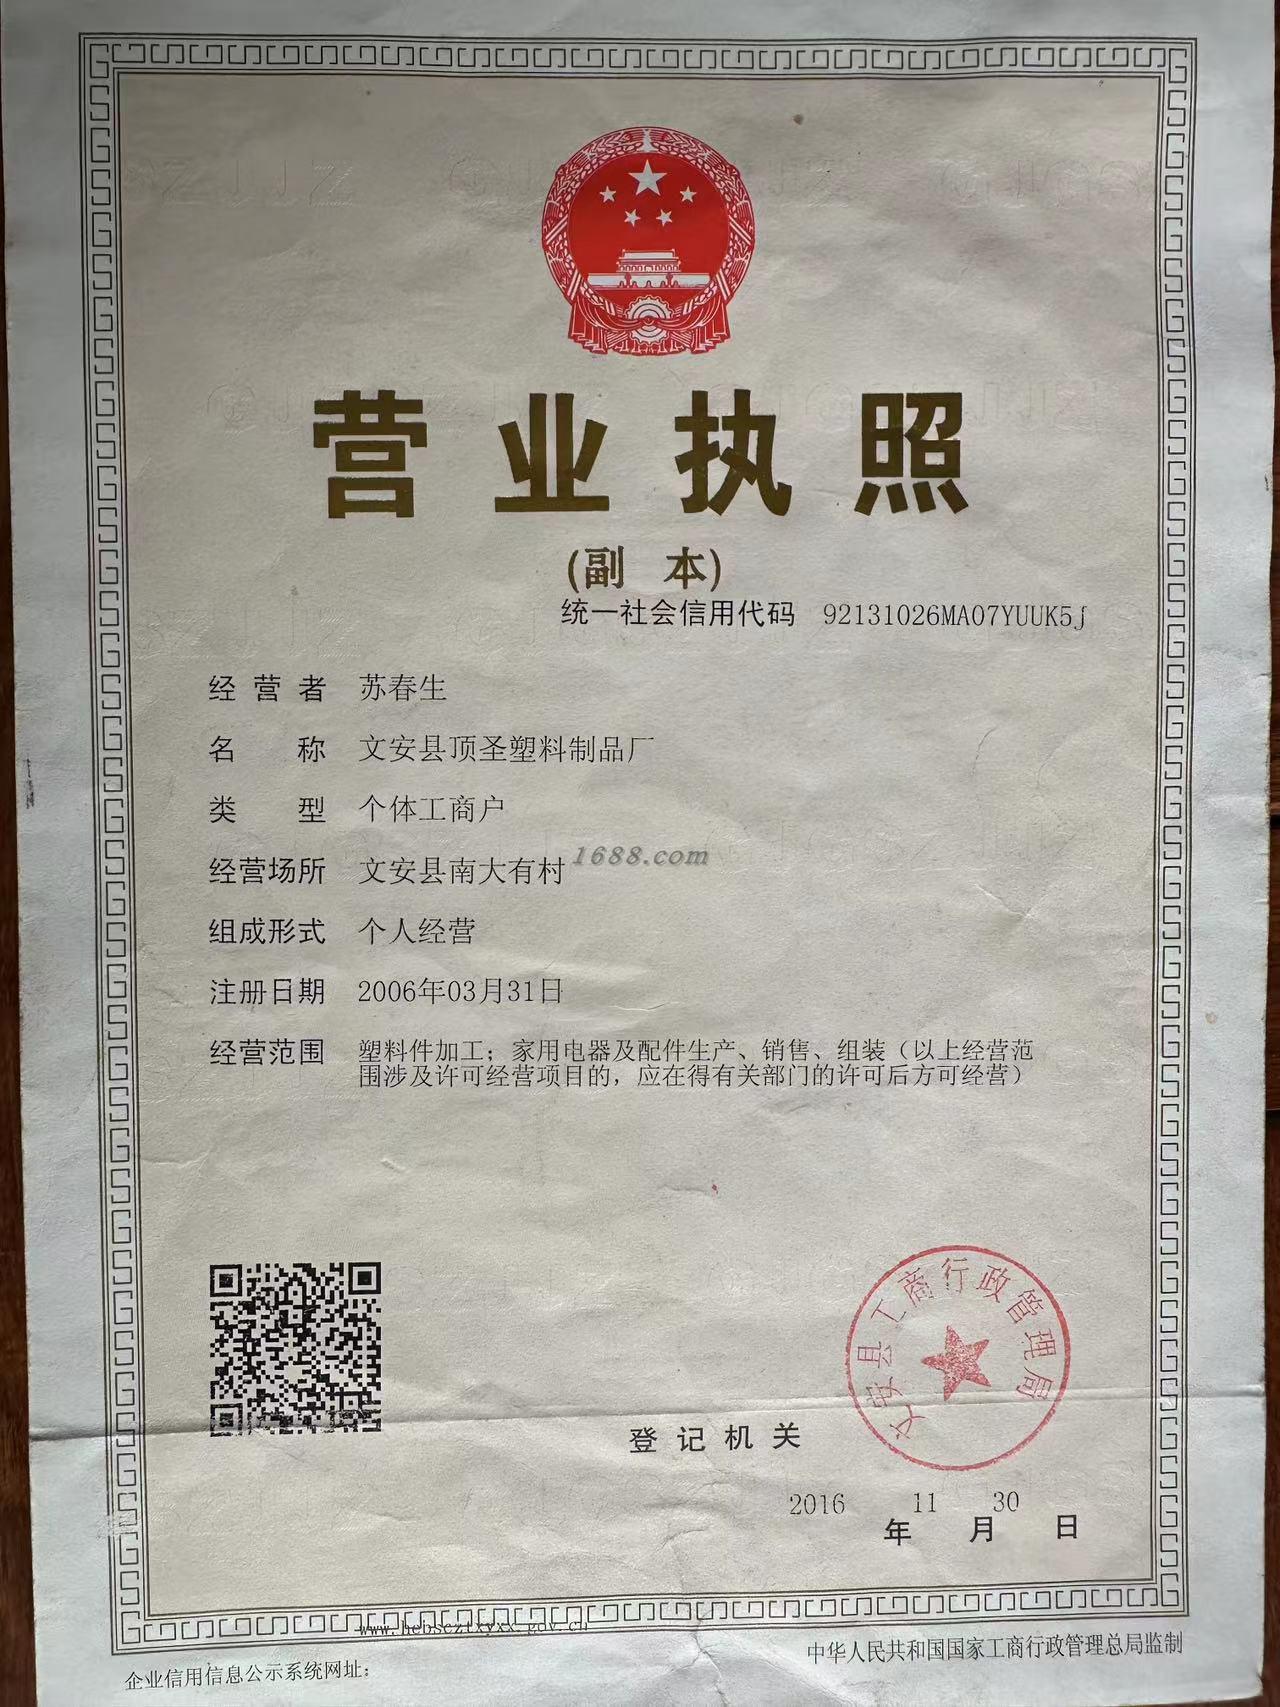 营业执照
(副 本)
统一社会信用代码 92131026MA07YUUK5J
经营者 苏春生
名称 文安县顶圣塑料制品厂
类型 个体工商户
1688.com
经营场所 文安县南大有村
组成形式 个人经营
注册日期 2006年03月31日
经营范围 塑料件加工；家用电器及配件生产、销售、组装（以上经营范
围涉及许可经营项目的，应在得有关部门的许可后方可经营）
文安县工商行政管理局
登记机关
2016 11 30
年 月 日
www.hebscztxyxx.gov.cn
企业信用信息公示系统网址：
中华人民共和国国家工商行政管理总局监制